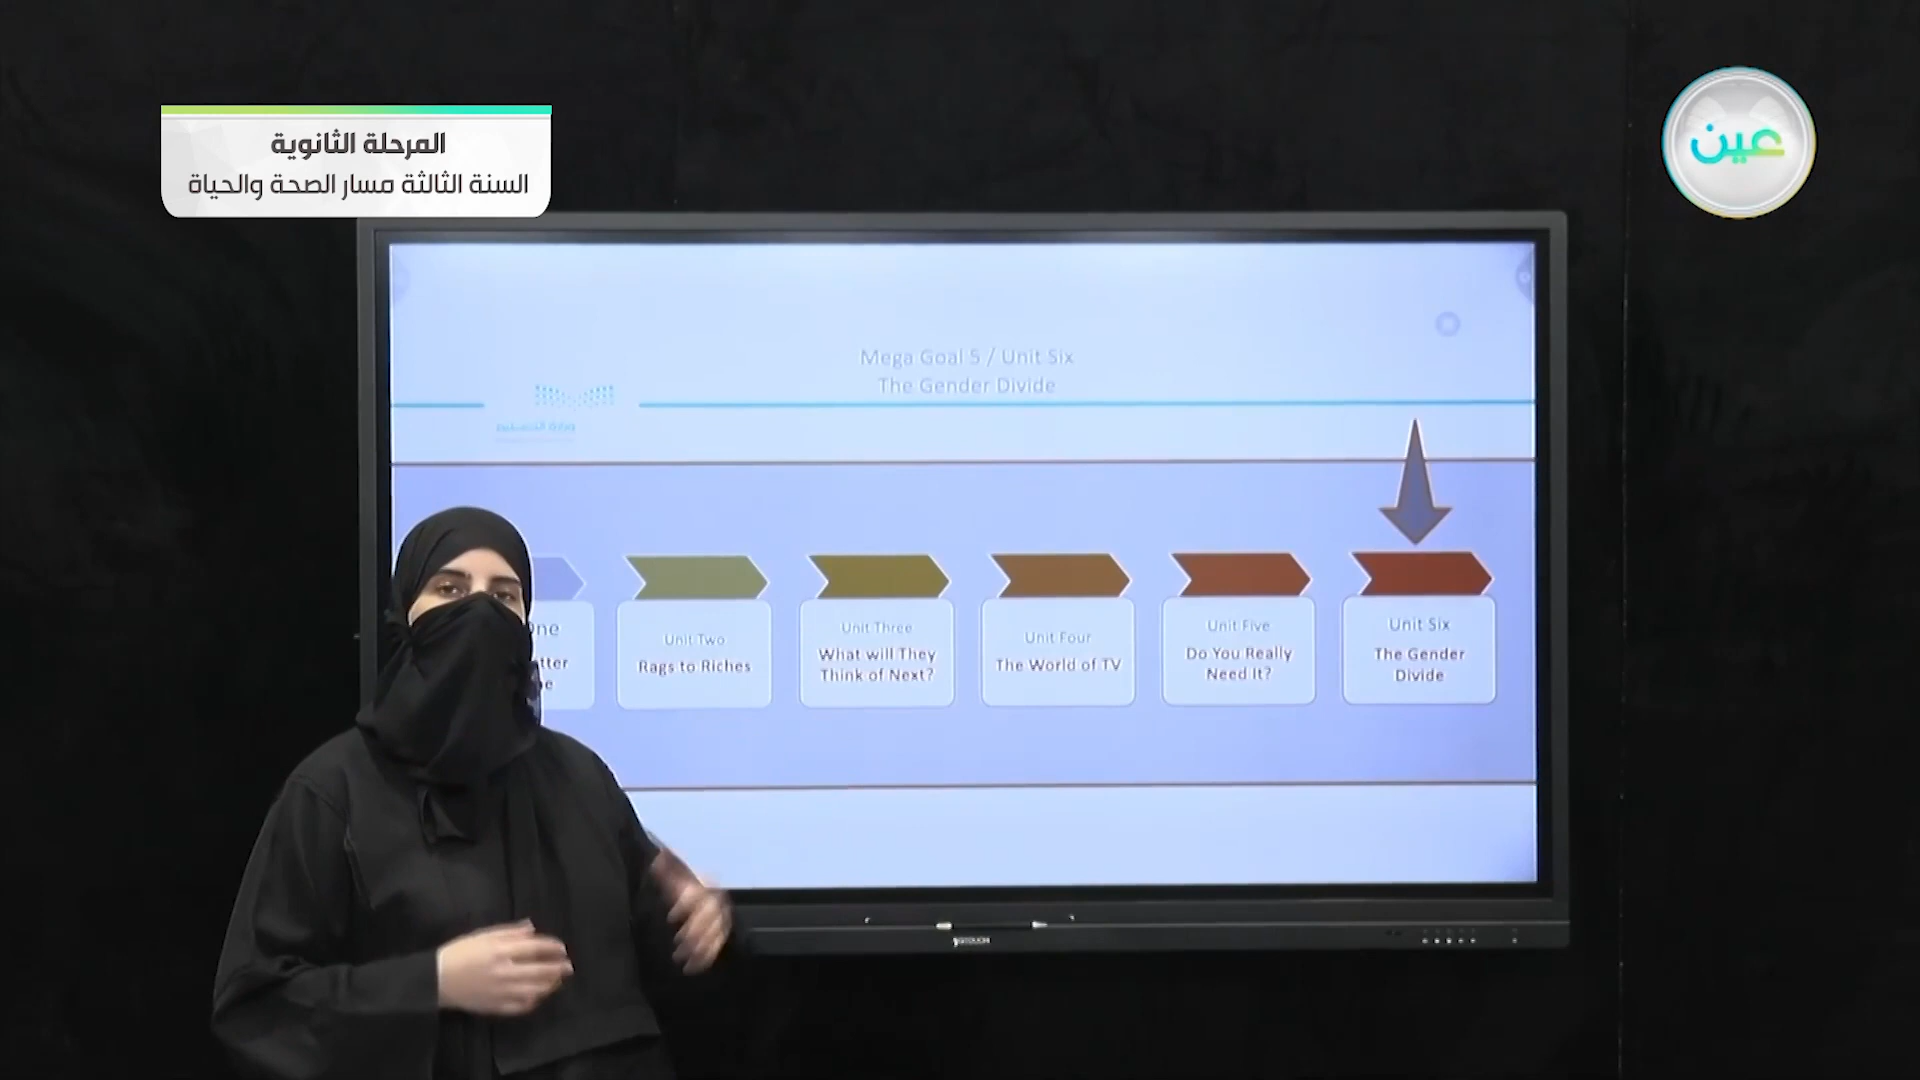 المرحلة الثانوية
السنة الثالثة مسار الصحة والحياة
عين
Mega Goal 5 / Unit Six
The Gender Divide
One
Unit Two
Rags to Riches
Unit Three
What will They
Think of Next?
Unit Four
The World of TV
Unit Five
Do You Really
Need It?
Unit Six
The Gender
Divide